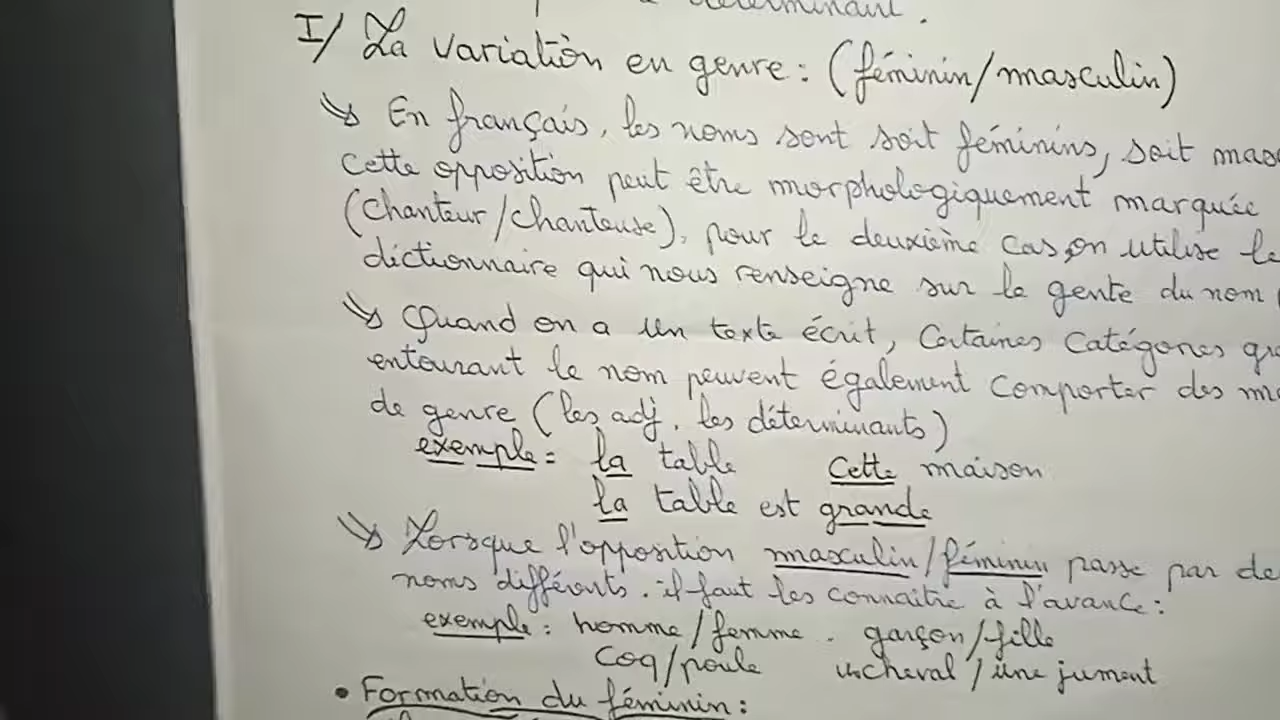 déterminant.
I/ La variation en genre : (féminin/masculin)
↘ En français, les noms sont soit féminins, soit mas
Cette opposition peut être morphologiquement marquée
(chanteur/chanteuse), pour le deuxième cas on utilise le
dictionnaire qui nous renseigne sur le gente du nom
↘ Quand on a un texte écrit, Certaines Catégories gr
entourant le nom peuvent également Comporter des m
de genre (les adj, les déterminants)
exemple : la table Cette maison
la table est grande
↘ Lorsque l'opposition masculin/féminin passe par de
noms différents, il faut les connaitre à l'avance :
exemple : homme/femme. garçon/fille
Coq/poule un cheval/une jument
• Formation du féminin :